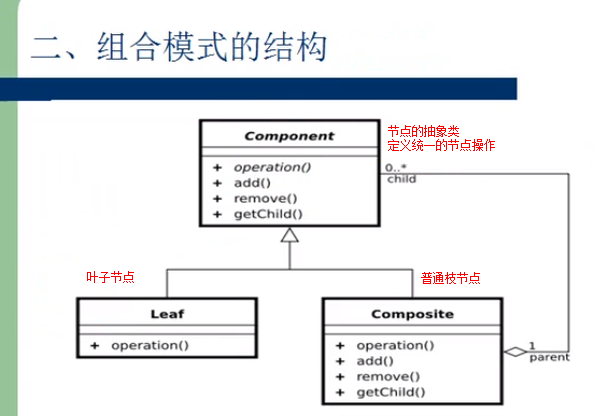 二、组合模式的结构
Component
节点的抽象类
定义统一的节点操作
+ operation()
+ add()
+ remove()
+ getChild()
0..*
child
叶子节点
普通枝节点
Leaf
+ operation()
Composite
+ operation()
+ add()
+ remove()
+ getChild()
1
parent